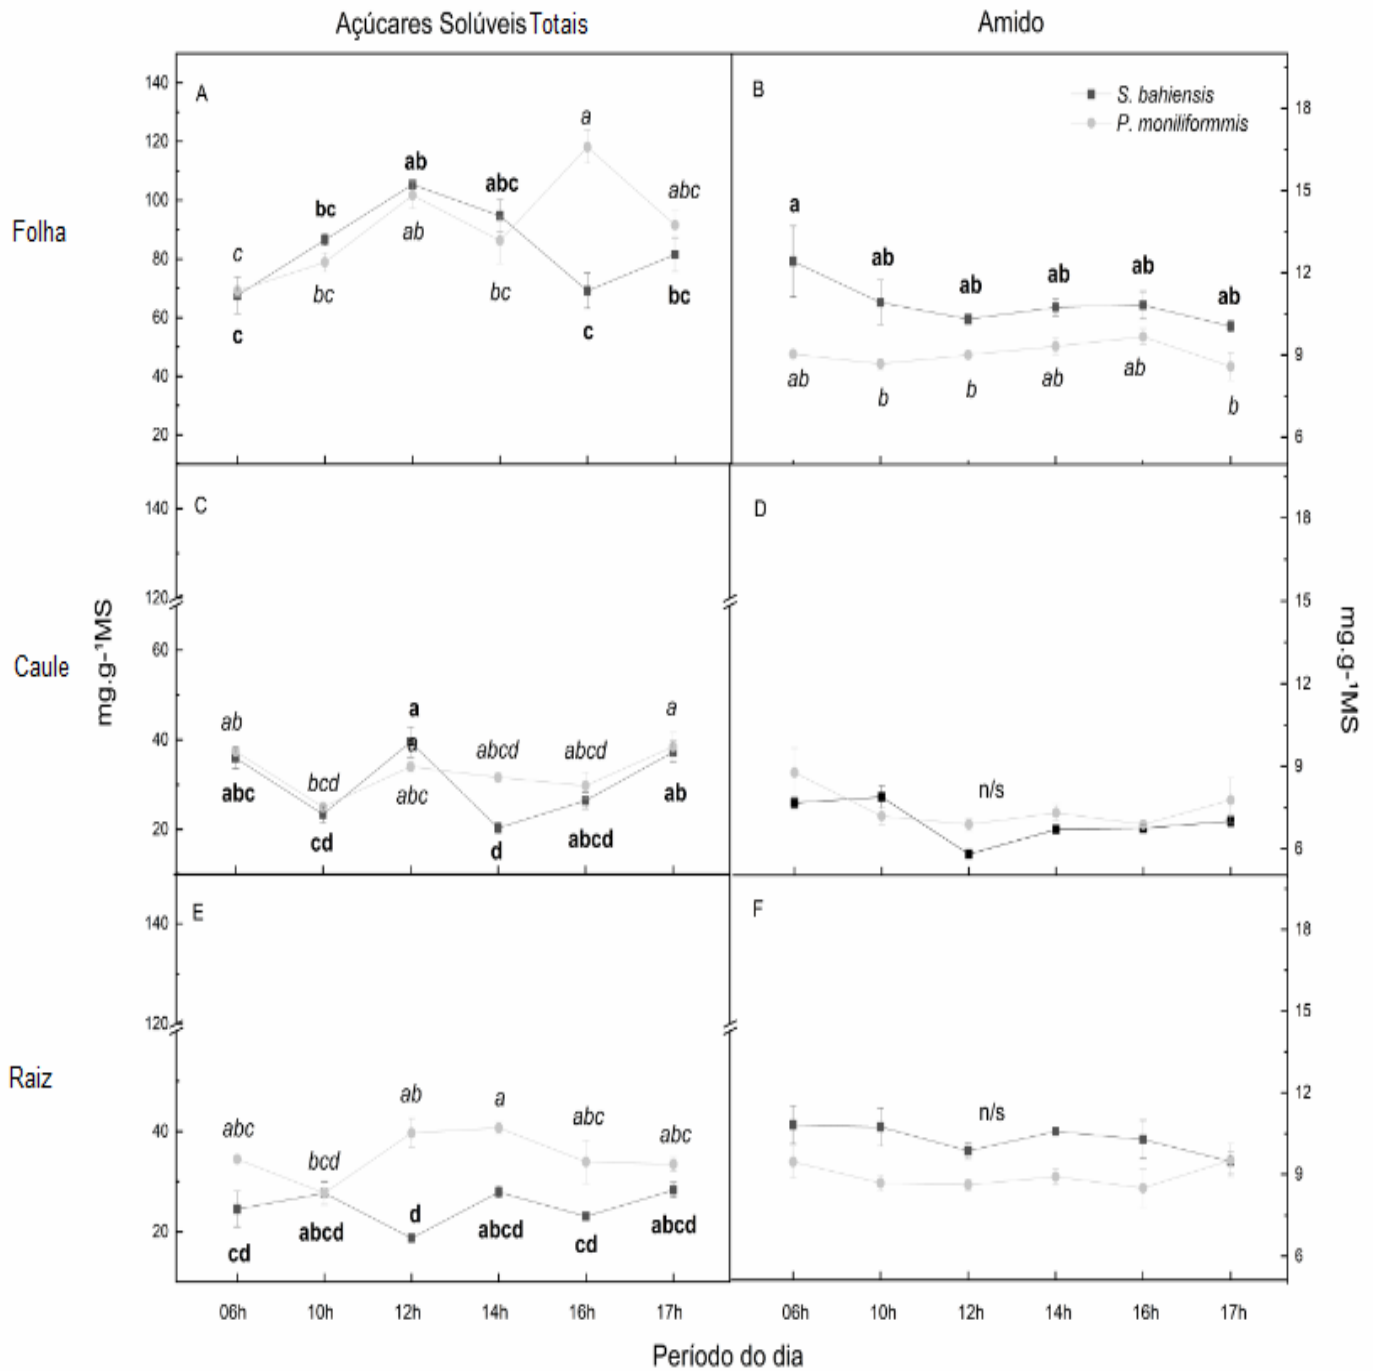 Açúcares Solúveis Totais
Amido
Folha
A
140
120
100
80
60
40
20
c
bc
ab
abc
a
abc
c
bc
ab
bc
c
bc
B
S. bahiensis
P. moniliformmis
18
15
12
9
6
a
ab
ab
ab
ab
ab
ab
b
b
ab
ab
b
Caule
mg.g-¹MS
C
140
120
60
40
20
ab
bcd
a
a
abcd
abcd
a
abc
cd
abc
d
abcd
ab
D
n/s
18
15
12
9
6
mg.g-¹MS
Raiz
E
140
120
40
20
abc
bcd
ab
a
abc
abc
cd
abcd
d
abcd
cd
abcd
F
n/s
18
15
12
9
6
06h 10h 12h 14h 16h 17h
06h 10h 12h 14h 16h 17h
Período do dia